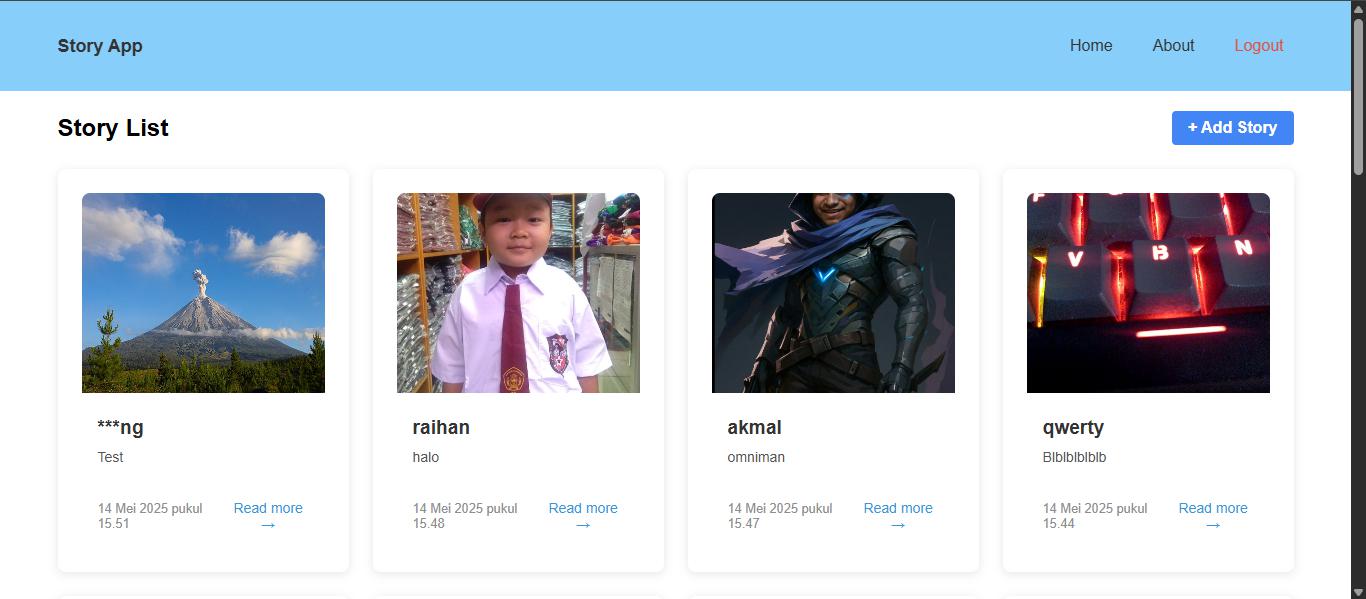 Story App
Home
About
Logout
Story List
+ Add Story
F
V
B
N
***ng
Test
14 Mei 2025 pukul
15.51
Read more
→
raihan
halo
14 Mei 2025 pukul
15.48
Read more
→
akmal
omniman
14 Mei 2025 pukul
15.47
Read more
→
qwerty
Blblblblblb
14 Mei 2025 pukul
15.44
Read more
→